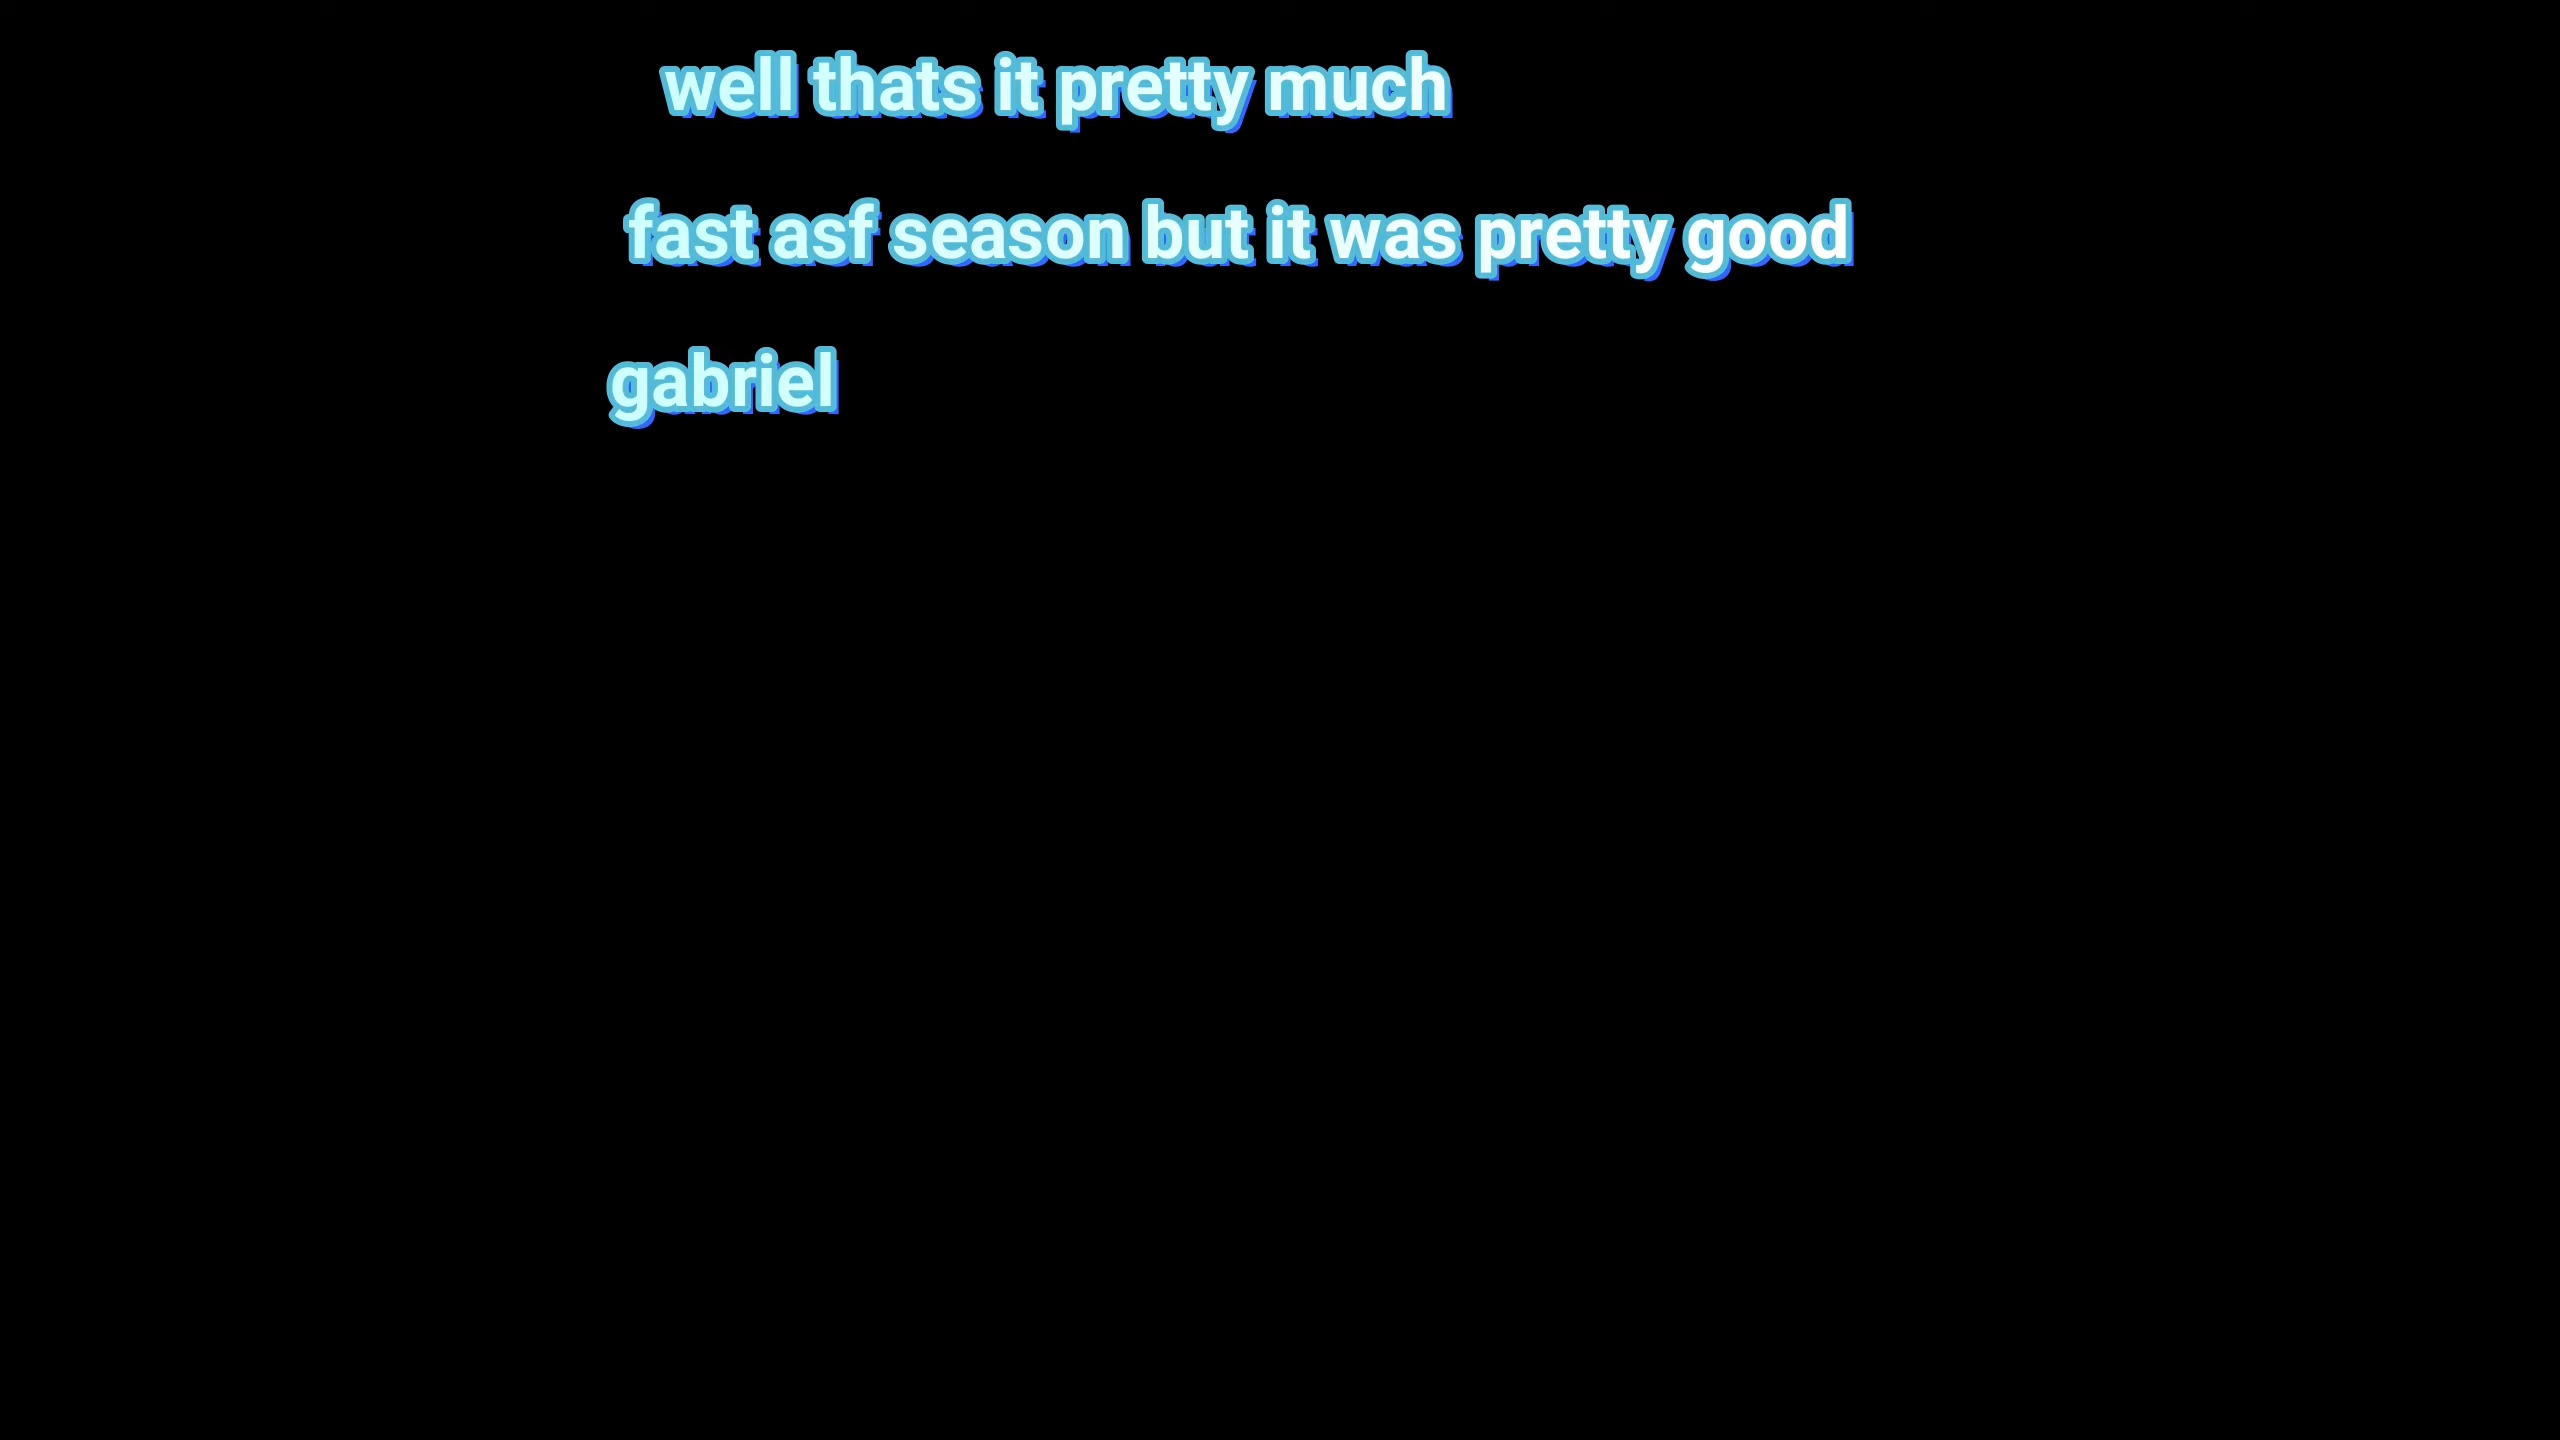 well thats it pretty much
fast asf season but it was pretty good
gabriel